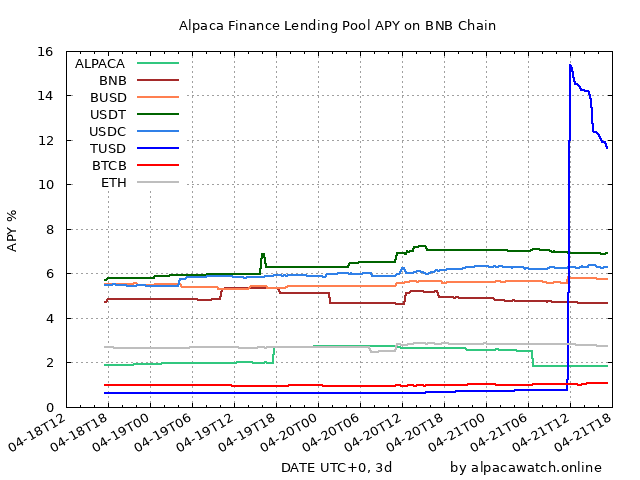 Alpaca Finance Lending Pool APY on BNB Chain
16
14
12
10
8
6
4
2
0
APY %
ALPACA
BNB
BUSD
USDT
USDC
TUSD
BTCB
ETH
04-18T12
04-18T18
04-19T00
04-19T06
04-19T12
04-19T18
04-20T00
04-20T06
04-20T12
04-20T18
04-21T00
04-21T06
04-21T12
04-21T18
DATE UTC+0, 3d
by alpacawatch.online